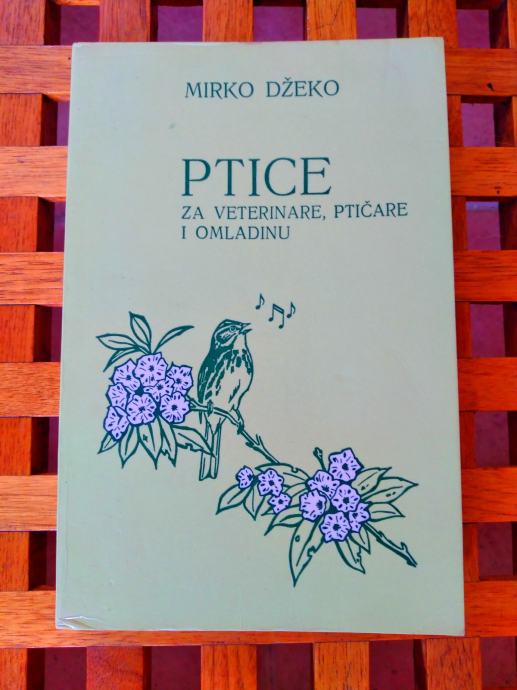 MIRKO DŽEKO
PTICE
ZA VETERINARE, PTIČARE
I OMLADINU